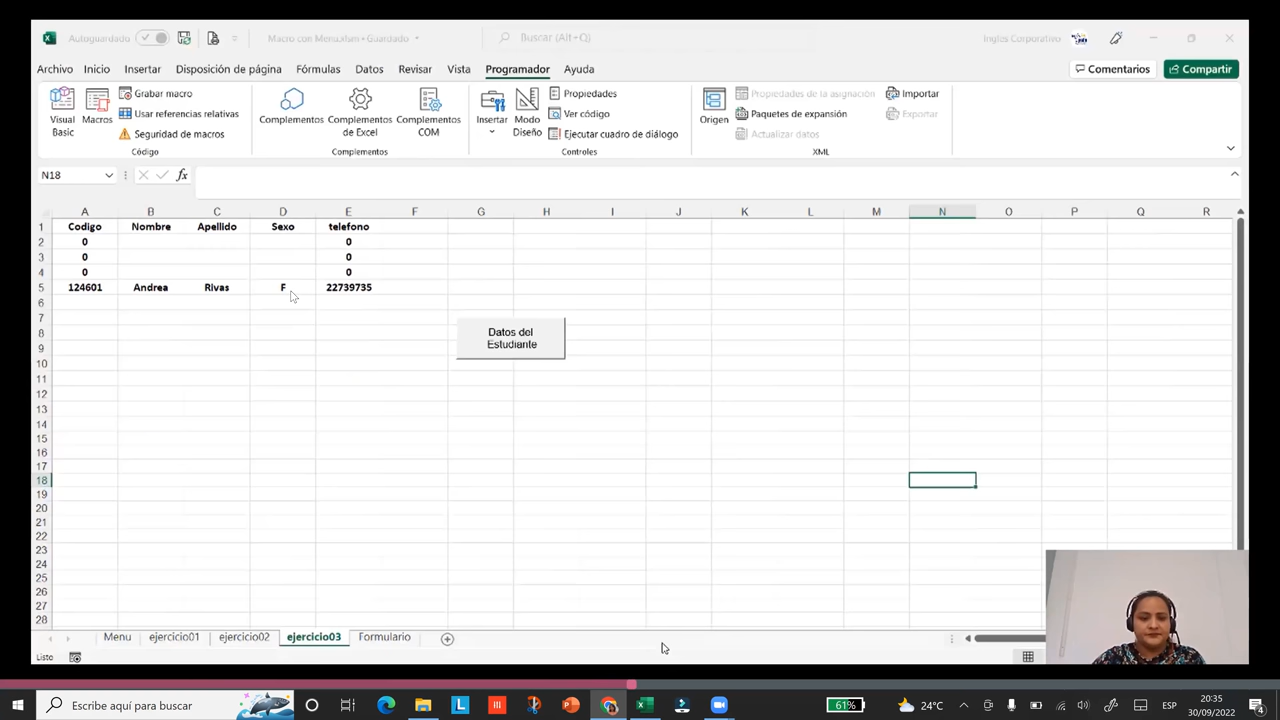 Autoguardado
Macro con Menu.xlsm • Guardado
Buscar (Alt+Q)
Ingles Corporativo
Archivo Inicio Insertar Disposición de página Fórmulas Datos Revisar Vista Programador Ayuda
Comentarios Compartir
Visual Basic
Macros
Grabar macro
Usar referencias relativas
Seguridad de macros
Código
Complementos
Complementos de Excel
Complementos COM
Complementos
Insertar
Modo Diseño
Propiedades
Ver código
Ejecutar cuadro de diálogo
Controles
Origen
Propiedades de la asignación
Paquetes de expansión
Actualizar datos
Importar
Exportar
XML
N18 fx
A B C D E F G H I J K L M N O P Q R
1 Codigo Nombre Apellido Sexo telefono
2 0 0
3 0 0
4 0 0
5 124601 Andrea Rivas F 22739735
6
7
8
9
10
11
12
13
14
15
16
17
18
19
20
21
22
23
24
25
26
27
28
Datos del
Estudiante
Menu ejercicio01 ejercicio02 ejercicio03 Formulario
Listo
Escribe aquí para buscar
61%
24°C
ESP
20:35
30/09/2022
4